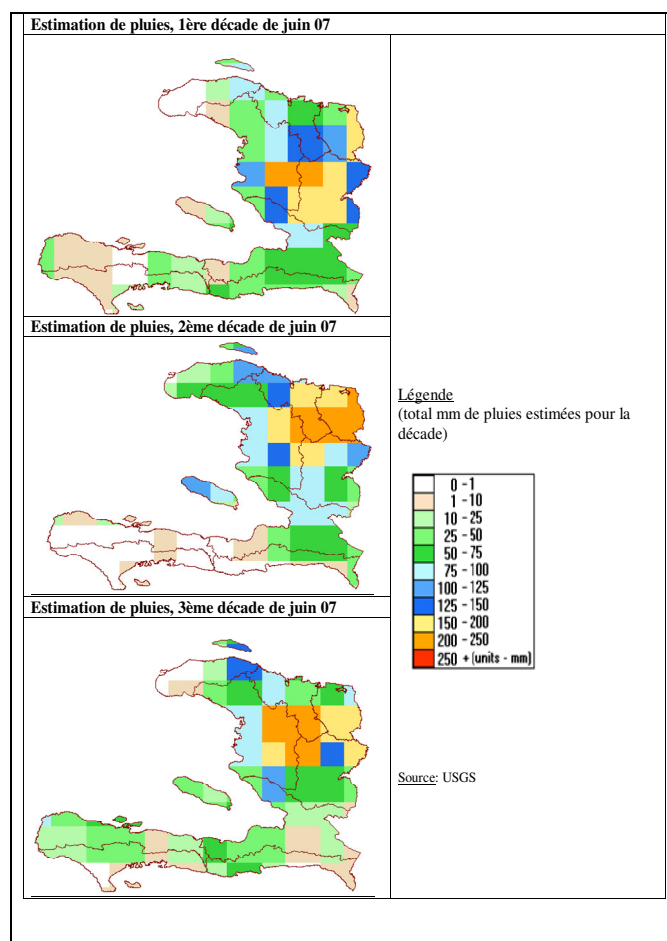 Estimation de pluies, 1ère décade de juin 07
Estimation de pluies, 2ème décade de juin 07
Légende
(total mm de pluies estimées pour la
décade)
0 - 1
1 - 10
10 - 25
25 - 50
50 - 75
75 - 100
100 - 125
125 - 150
150 - 200
200 - 250
250 + (units - mm)
Estimation de pluies, 3ème décade de juin 07
Source: USGS